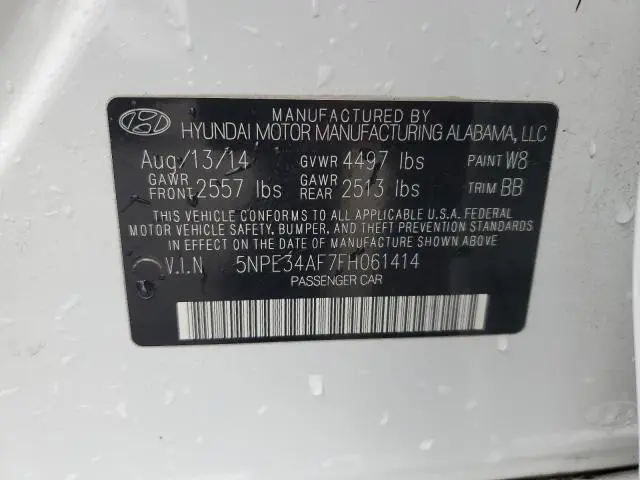 MANUFACTURED BY
HYUNDAI MOTOR MANUFACTURING ALABAMA, LLC
Aug/13/14 GVWR 4497 lbs PAINT W8
GAWR FRONT 2557 lbs GAWR REAR 2513 lbs TRIM BB
THIS VEHICLE CONFORMS TO ALL APPLICABLE U.S.A. FEDERAL
MOTOR VEHICLE SAFETY, BUMPER, AND THEFT PREVENTION STANDARDS
IN EFFECT ON THE DATE OF MANUFACTURE SHOWN ABOVE.
V.I.N 5NPE34AF7FH061414
PASSENGER CAR